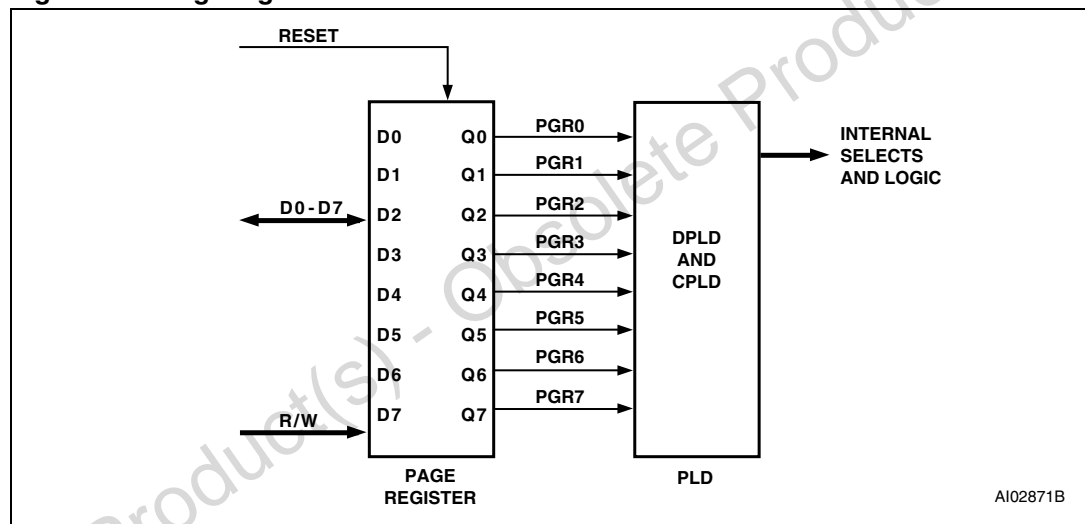 RESET
D0 Q0 PGR0
D1 Q1 PGR1
D0-D7 D2 Q2 PGR2
D3 Q3 PGR3
D4 Q4 PGR4
D5 Q5 PGR5
D6 Q6 PGR6
R/W D7 Q7 PGR7
PAGE
REGISTER
DPLD
AND
CPLD
PLD
INTERNAL
SELECTS
AND LOGIC
AI02871B
Product(s) - Obsolete Produc